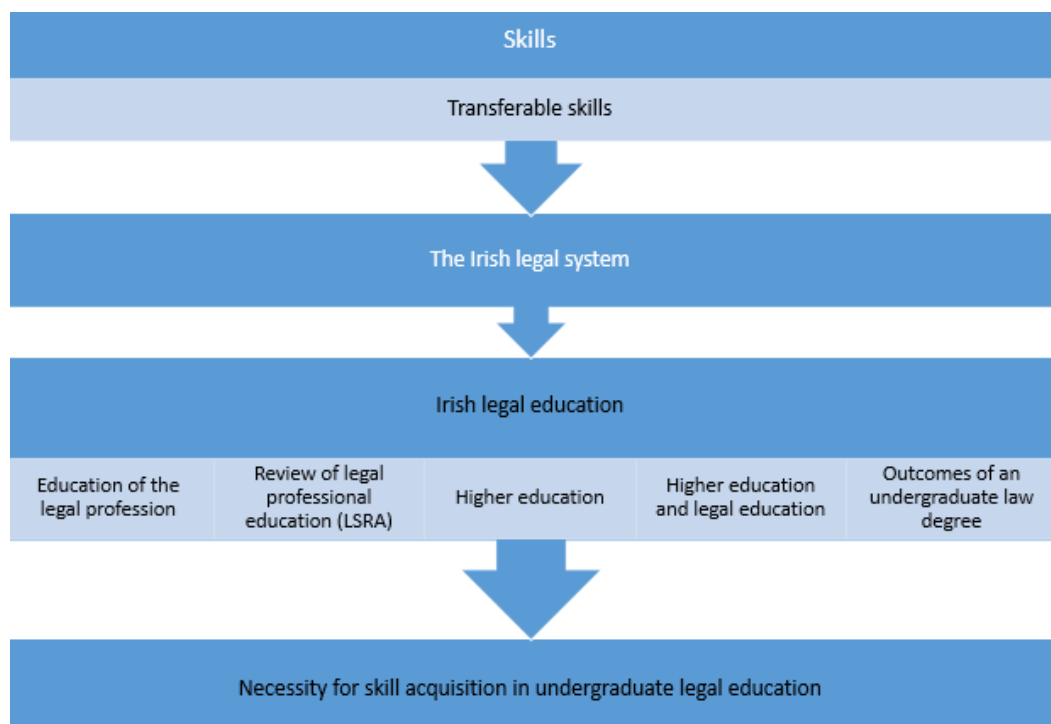 Skills
Transferable skills
The Irish legal system
Irish legal education
Education of the
legal profession
Review of legal
professional
education (LSRA)
Higher education
Higher education
and legal education
Outcomes of an
undergraduate law
degree
Necessity for skill acquisition in undergraduate legal education